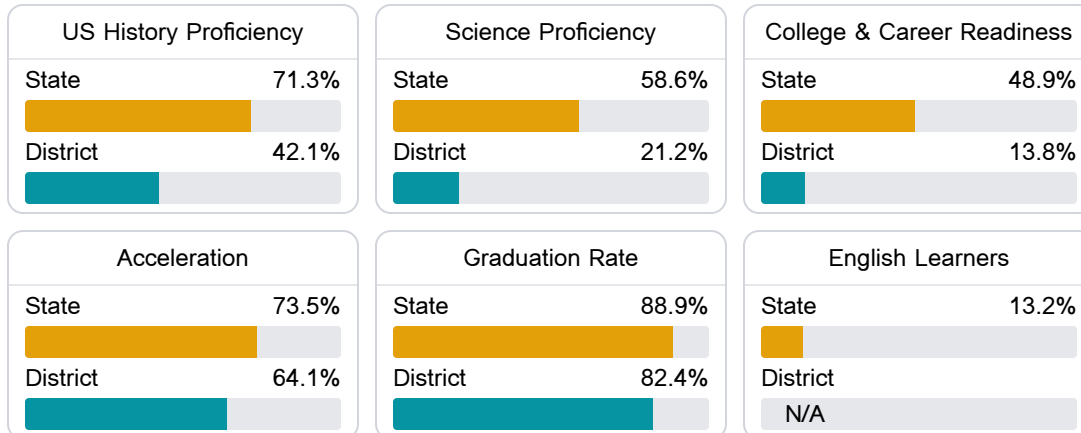 US History Proficiency
State 71.3%
District 42.1%
Science Proficiency
State 58.6%
District 21.2%
College & Career Readiness
State 48.9%
District 13.8%
Acceleration
State 73.5%
District 64.1%
Graduation Rate
State 88.9%
District 82.4%
English Learners
State 13.2%
District
N/A